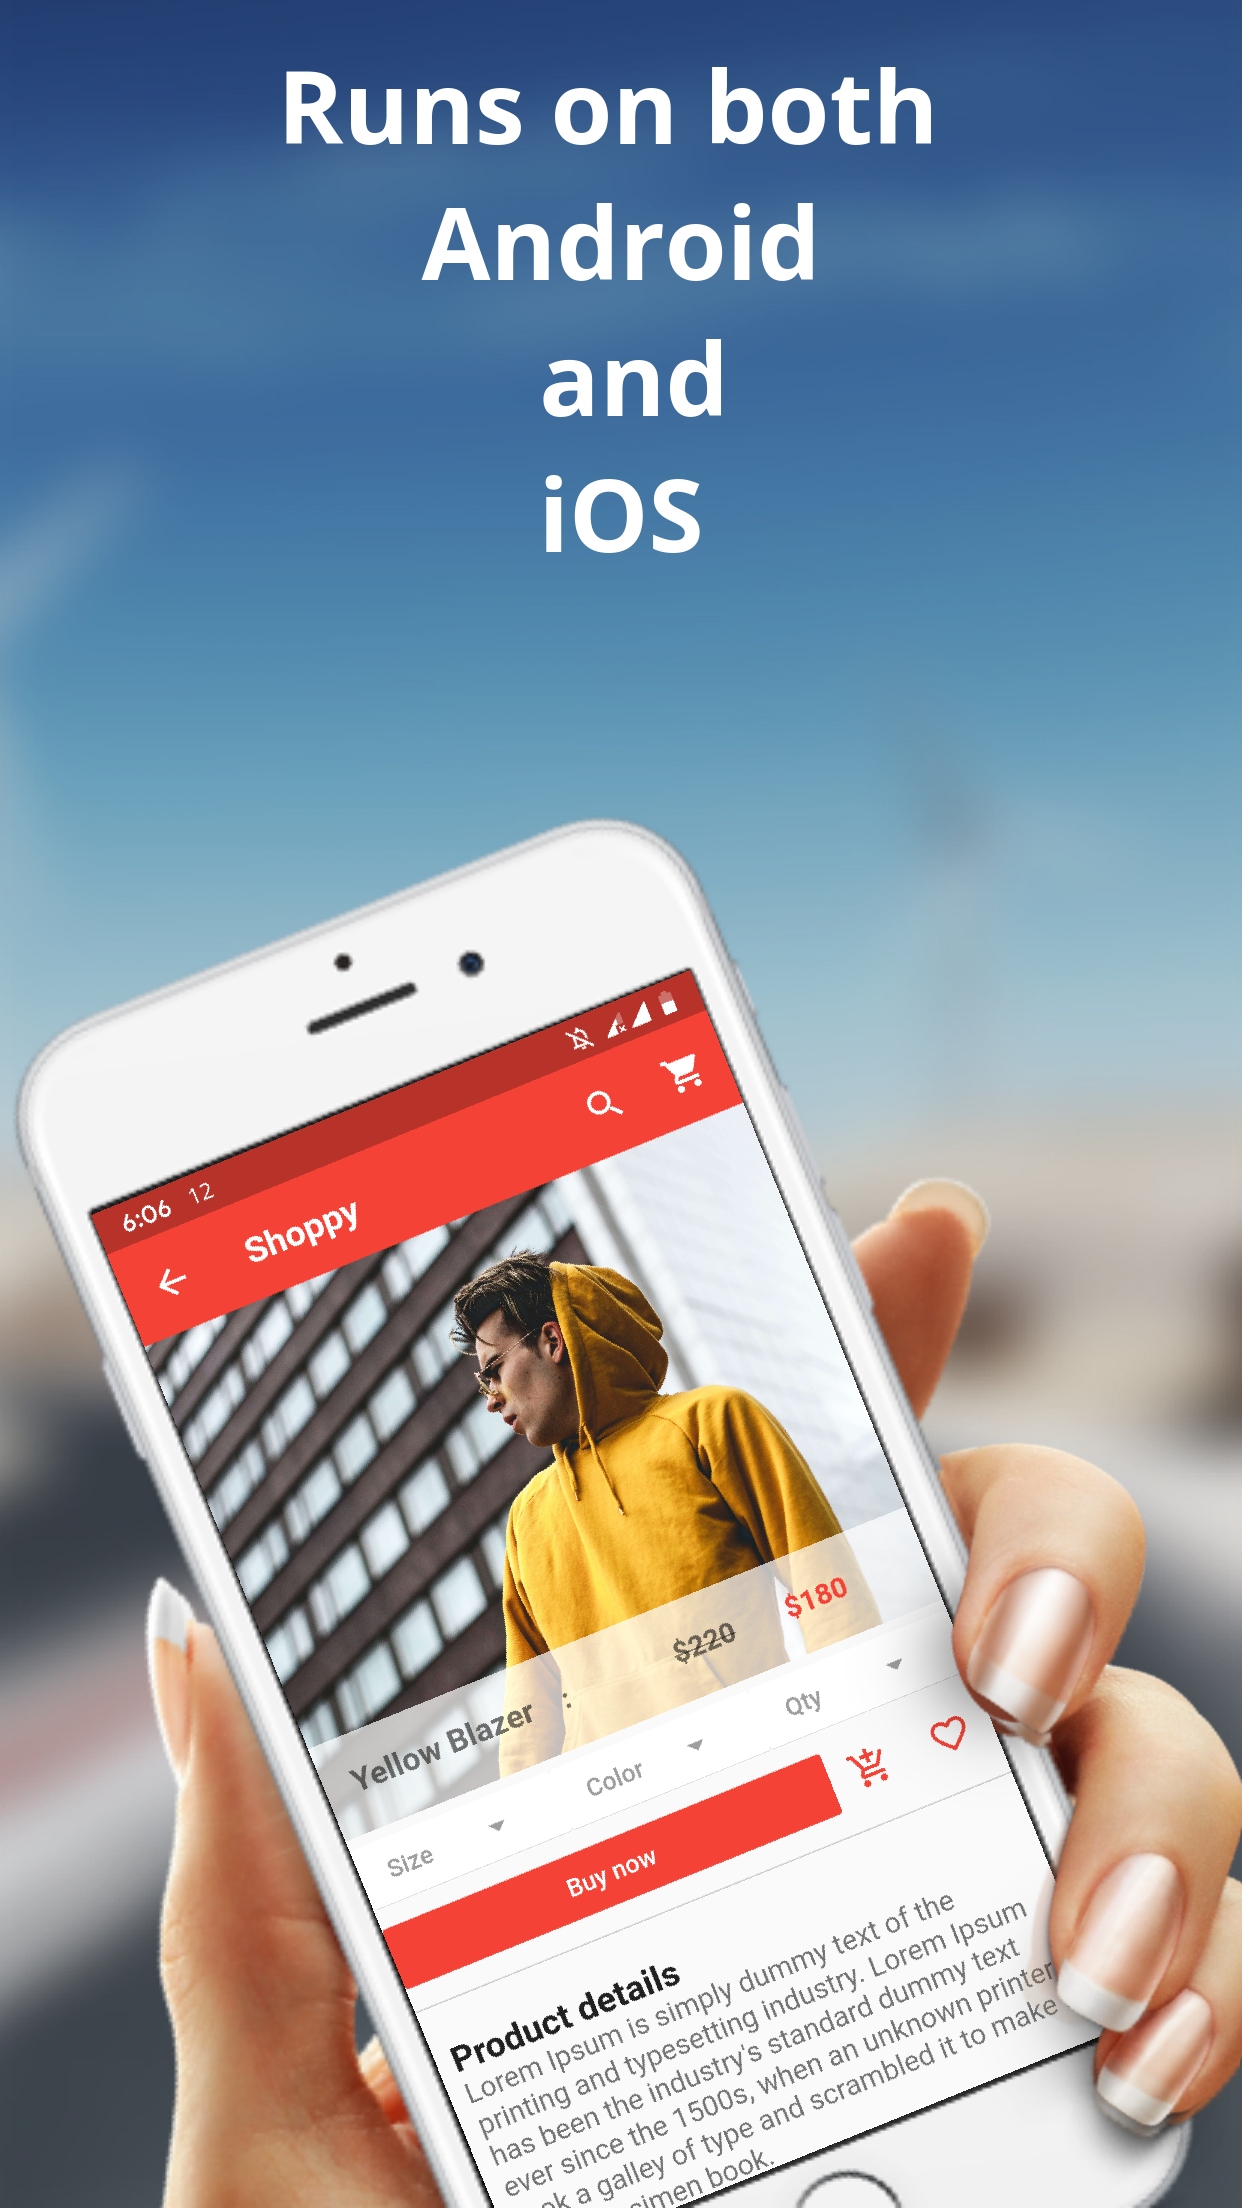 Runs on both
Android
and
iOS
6:06 12
Shoppy
Yellow Blazer : $220 $180
Size Color Qty
Buy now
Product details
Lorem Ipsum is simply dummy text of the
printing and typesetting industry. Lorem Ipsum
has been the industry's standard dummy text
ever since the 1500s, when an unknown printer
a galley of type and scrambled it to make
book.